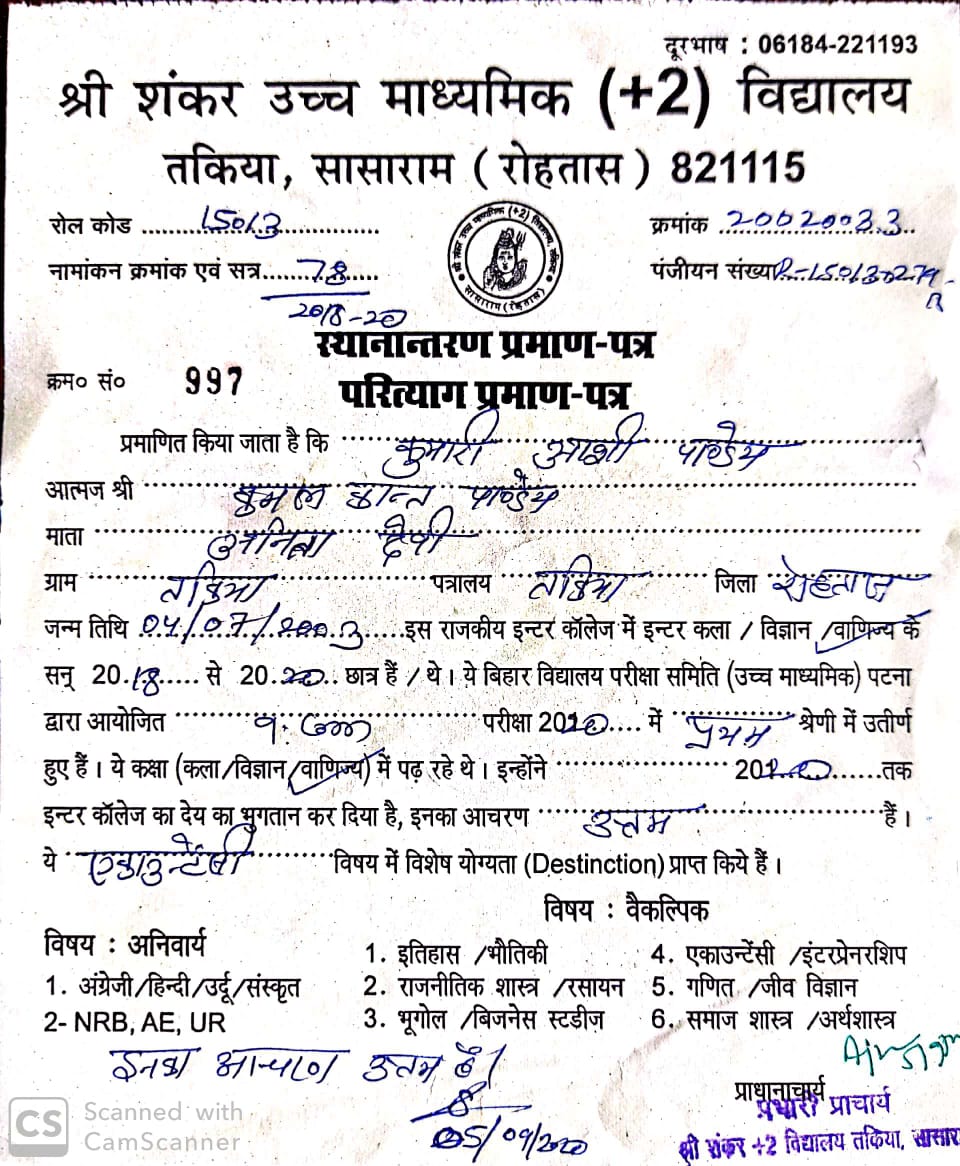 दूरभाष : 06184-221193
श्री शंकर उच्च माध्यमिक (+2) विद्यालय
तकिया, सासाराम ( रोहतास ) 821115
रोल कोड ....15013....
क्रमांक ..20020033..
नामांकन क्रमांक एवं सत्र.......78.....
2018-20
पंजीयन संख्या R-150130279-
स्थानान्तरण प्रमाण-पत्र
क्रम० सं० 997
परित्याग प्रमाण-पत्र
प्रमाणित किया जाता है कि कुमारी आशी पाण्डेय
आत्मज श्री कमल कान्त पाण्डेय
माता अनिता देवी
ग्राम तकिया पत्रालय तकिया जिला रोहतास
जन्म तिथि 04/07/2003.....इस राजकीय इन्टर कॉलेज में इन्टर कला / विज्ञान /वाणिज्य के
सन् 20.18..... से 20.20.. छात्र हैं / थे। ये बिहार विद्यालय परीक्षा समिति (उच्च माध्यमिक) पटना
द्वारा आयोजित परीक्षा 2020.... में प्रथम श्रेणी में उतीर्ण
हुए हैं। ये कक्षा (कला/विज्ञान/वाणिज्य) में पढ़ रहे थे। इन्होंने 2020......तक
इन्टर कॉलेज का देय का भुगतान कर दिया है, इनका आचरण उत्तम हैं।
ये एकाउन्टेंसी विषय में विशेष योग्यता (Destinction) प्राप्त किये हैं।
विषय : वैकल्पिक
विषय : अनिवार्य
1. इतिहास /भौतिकी 4. एकाउन्टेंसी /इंटरप्रेनरशिप
1. अंग्रेजी/हिन्दी/उर्दू/संस्कृत 2. राजनीतिक शास्त्र /रसायन 5. गणित /जीव विज्ञान
2- NRB, AE, UR 3. भूगोल /बिजनेस स्टडीज़ 6. समाज शास्त्र /अर्थशास्त्र
इनका आचरण उत्तम है।
05/09/2020
प्राधानाचार्य
प्रभारी प्राचार्य
श्री शंकर +2 विद्यालय तकिया, सासारा
CS Scanned with
CamScanner